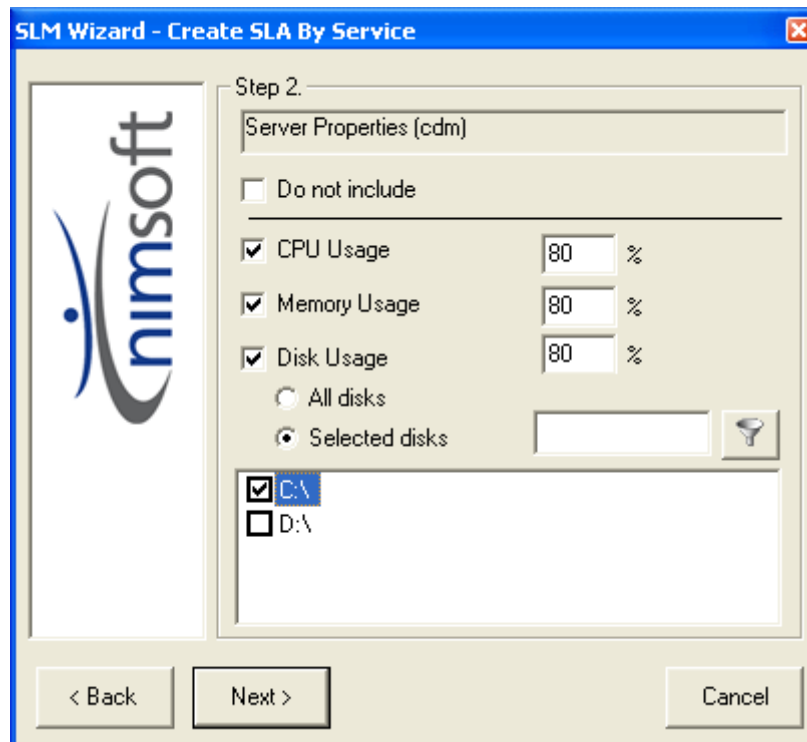 SLM Wizard - Create SLA By Service
nimsoft
Step 2.
Server Properties (cdm)
Do not include
CPU Usage 80 %
Memory Usage 80 %
Disk Usage 80 %
All disks
Selected disks
C:\
D:\
< Back Next > Cancel